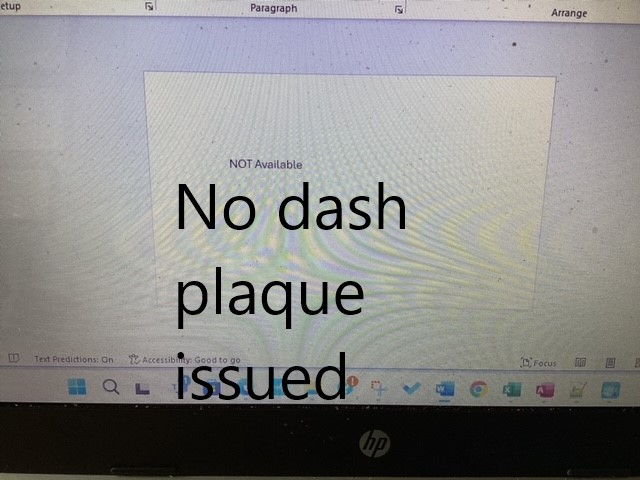 etup
Paragraph
Arrange
NOT Available
No dash
plaque
issued
Text Predictions: On
Accessibility: Good to go
Focus
hp